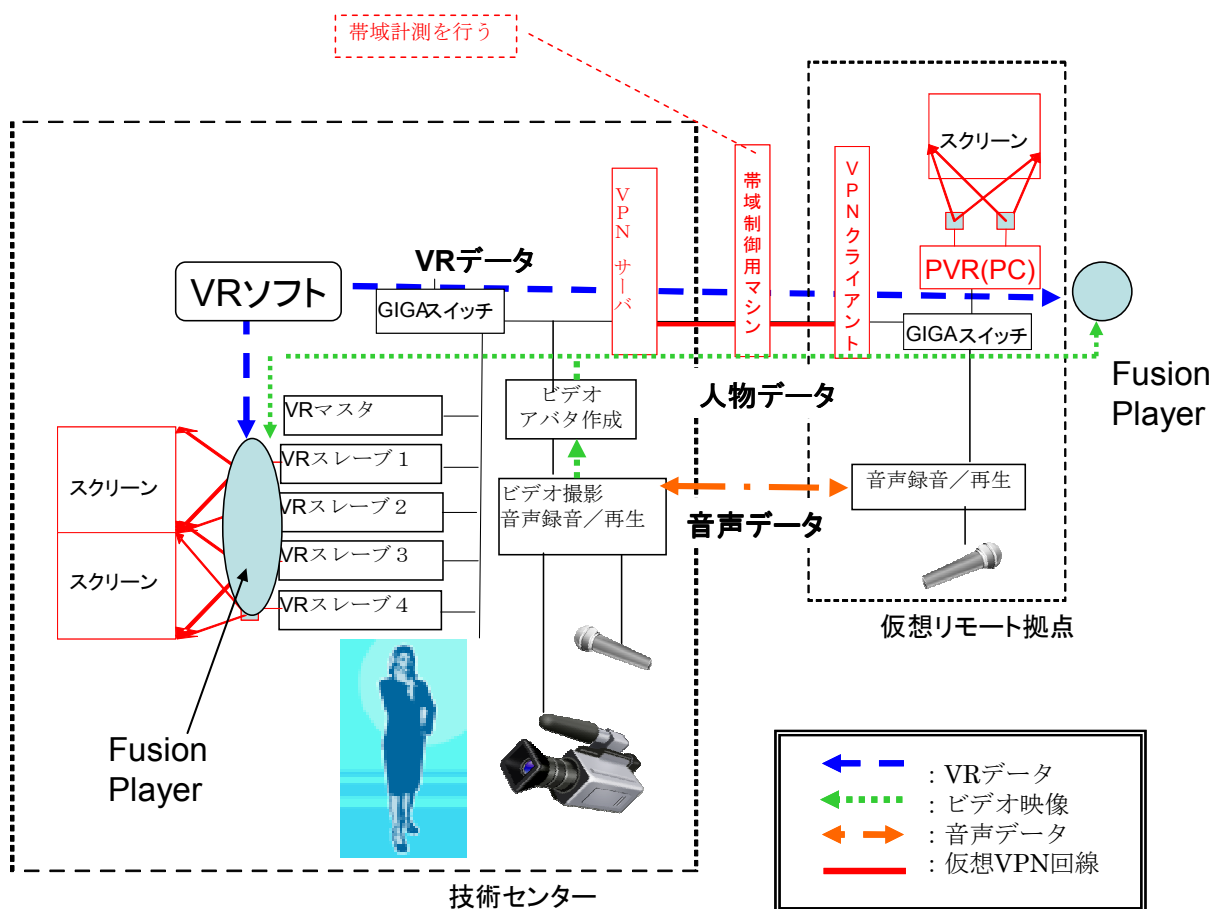 帯域計測を行う
スクリーン
VPN サーバ
帯域制御用マシン
VPNクライアント
VRデータ
VRソフト
PVR(PC)
GIGAスイッチ
GIGAスイッチ
Fusion
Player
ビデオ
アバタ作成
人物データ
VRマスタ
VRスレーブ１
VRスレーブ２
VRスレーブ３
VRスレーブ４
スクリーン
スクリーン
ビデオ撮影
音声録音／再生
音声データ
音声録音／再生
仮想リモート拠点
Fusion
Player
技術センター
：VRデータ
：ビデオ映像
：音声データ
：仮想VPN回線